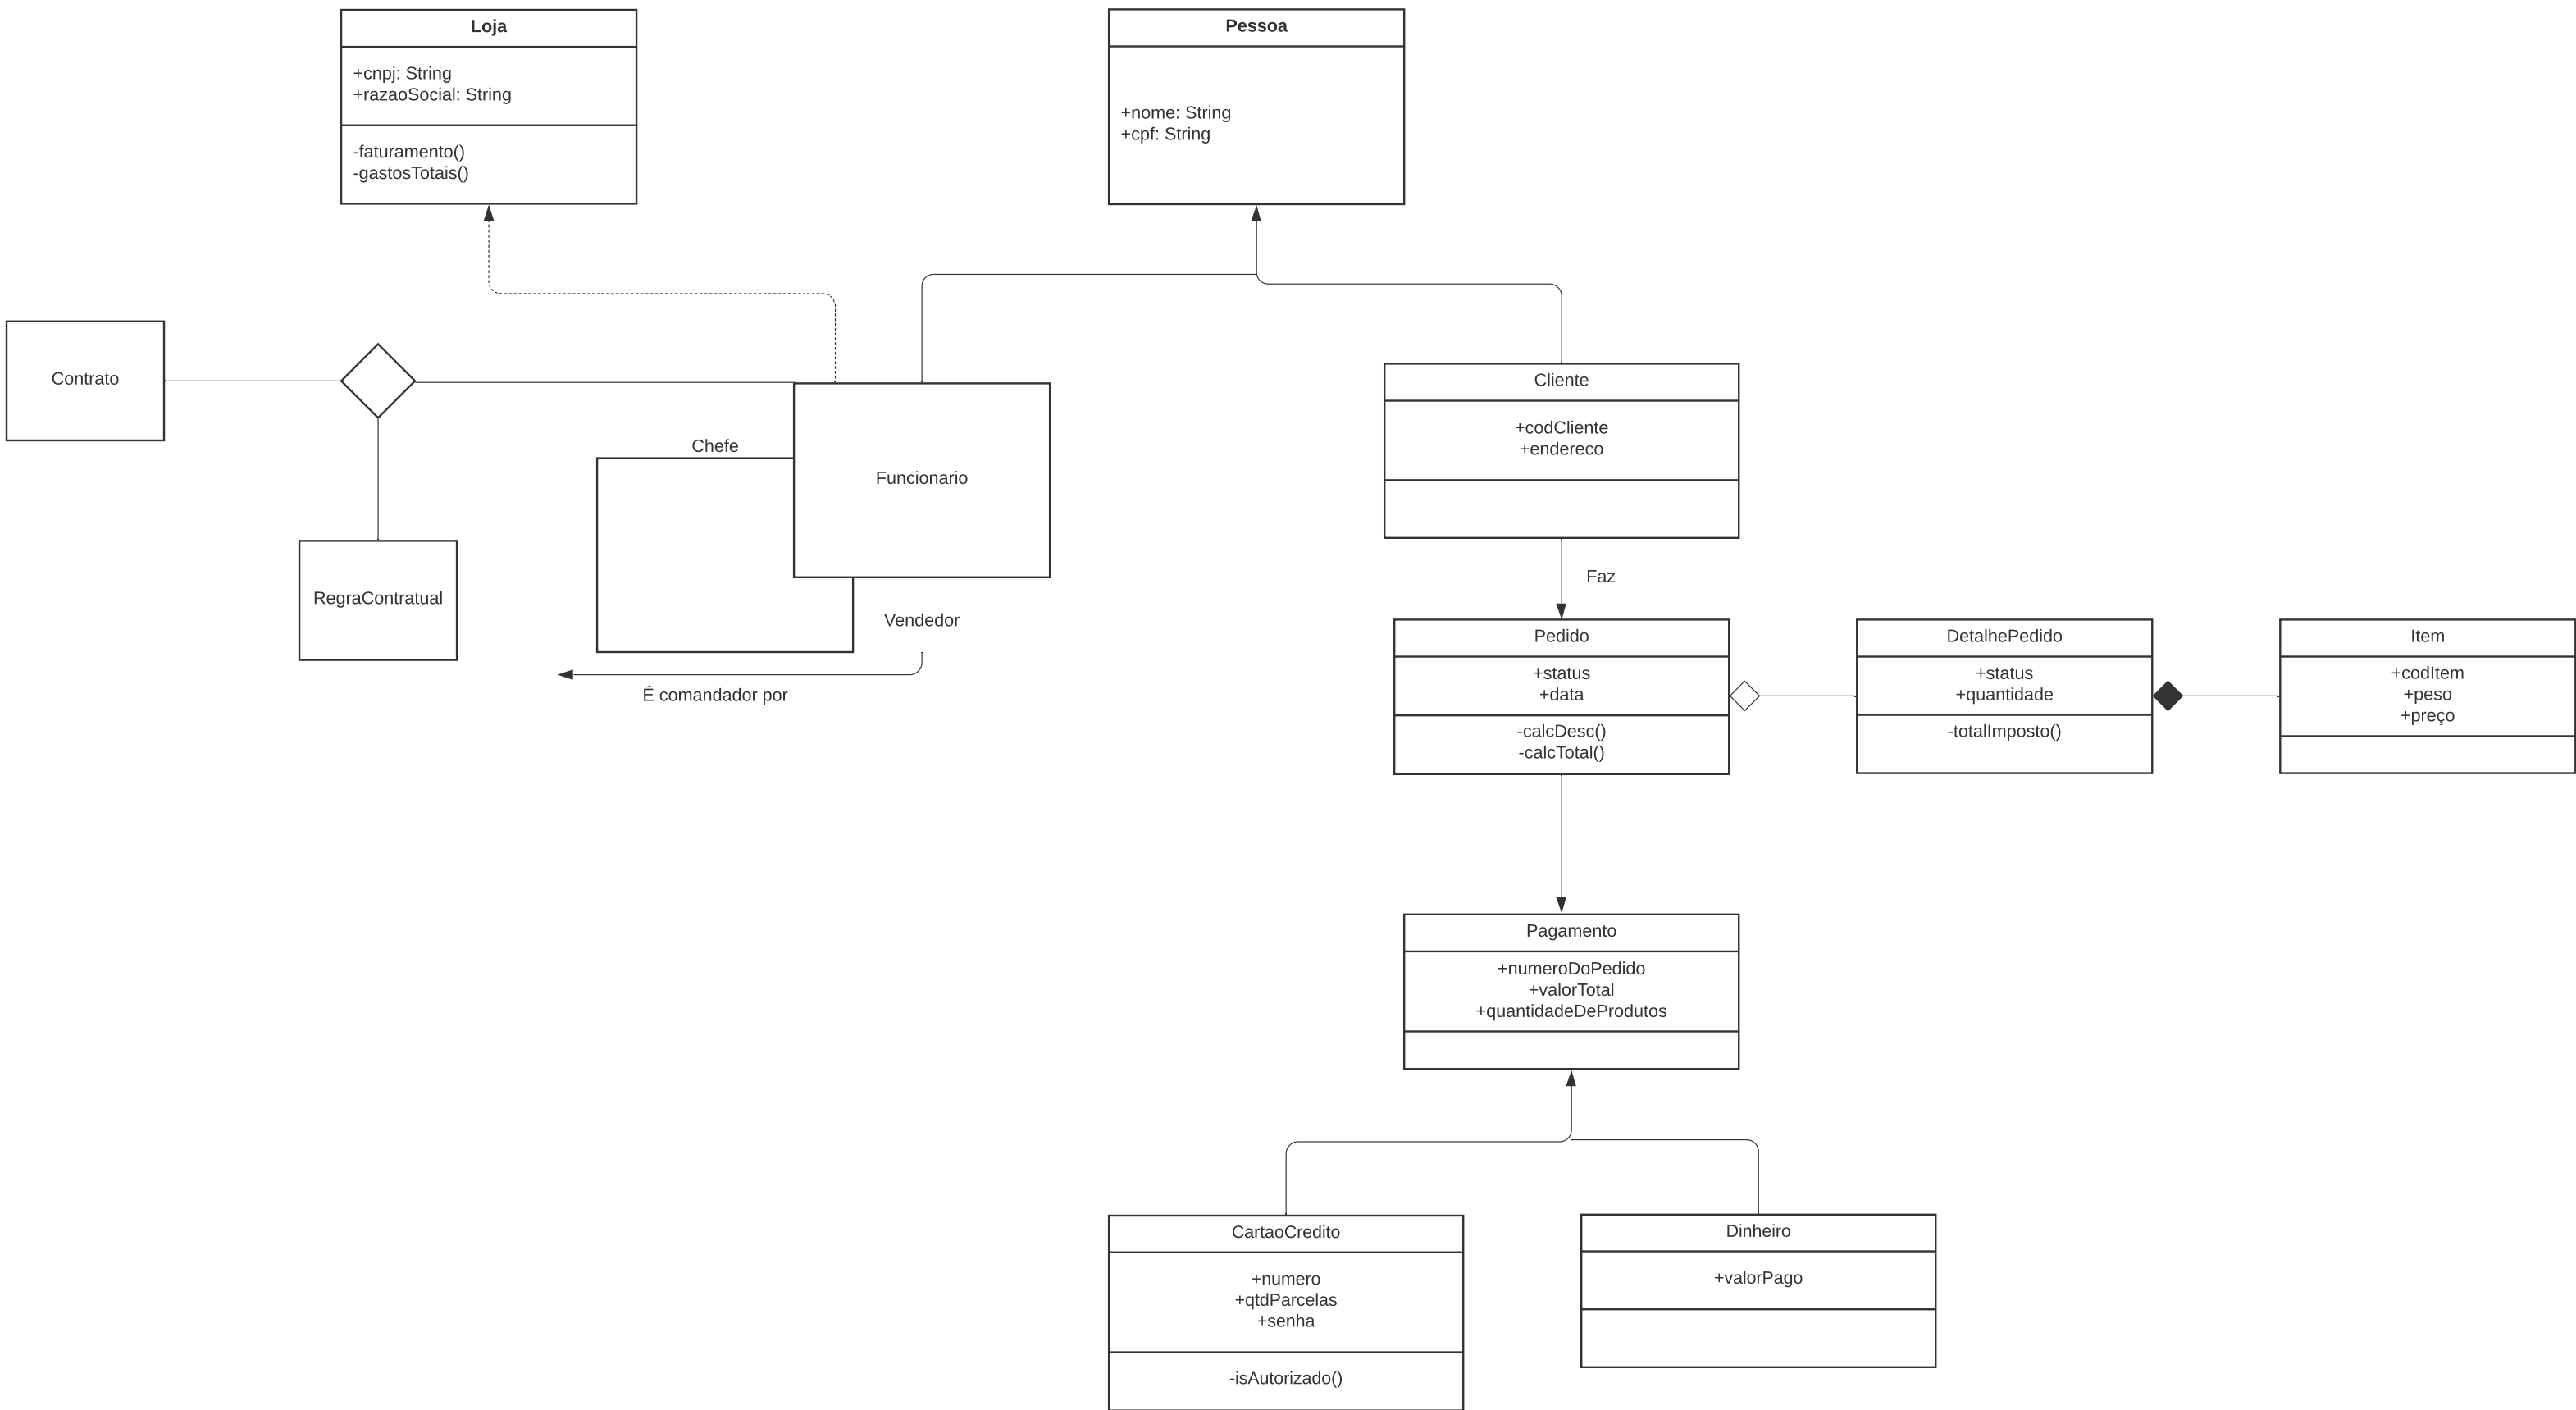 Loja
+cnpj: String
+razaoSocial: String
-faturamento()
-gastosTotais()
Pessoa
+nome: String
+cpf: String
Contrato
RegraContratual
Chefe
Funcionario
Vendedor
É comandador por
Cliente
+codCliente
+endereco
Faz
Pedido
+status
+data
-calcDesc()
-calcTotal()
DetalhePedido
+status
+quantidade
-totalImposto()
Item
+codItem
+peso
+preço
Pagamento
+numeroDoPedido
+valorTotal
+quantidadeDeProdutos
CartaoCredito
+numero
+qtdParcelas
+senha
-isAutorizado()
Dinheiro
+valorPago